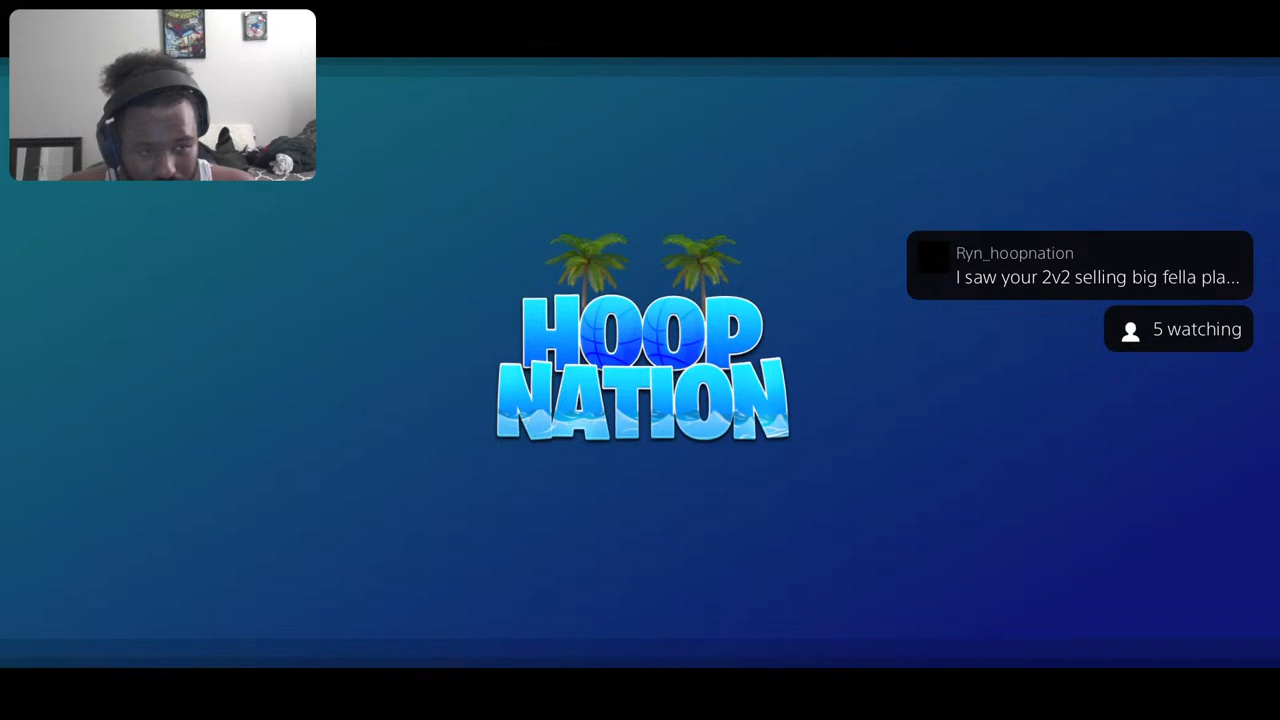 Ryn_hoopnation
I saw your 2v2 selling big fella pla...
5 watching
HOOP
NATION